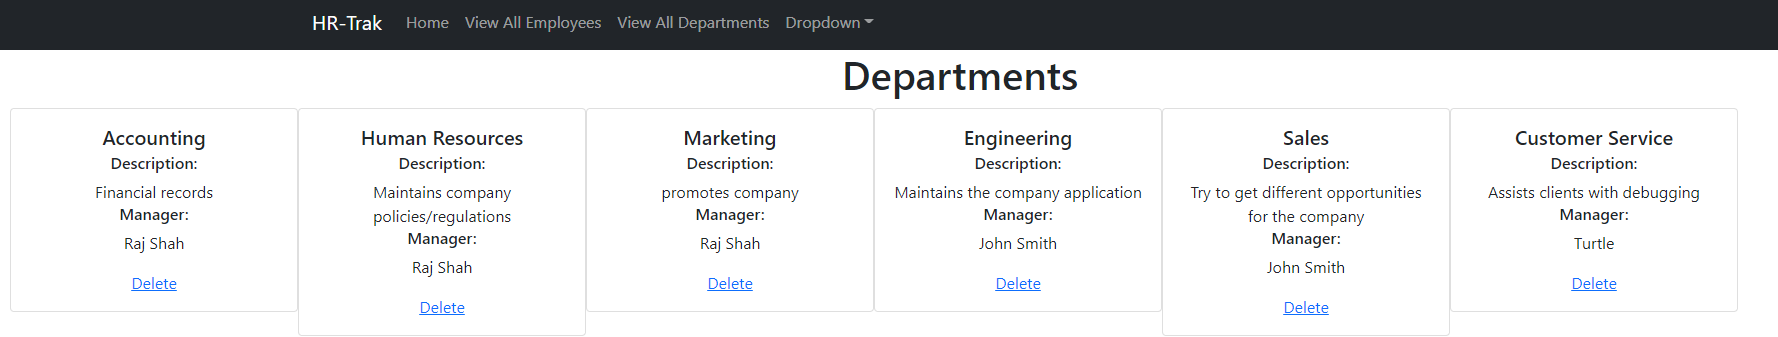 HR-Trak Home View All Employees View All Departments Dropdown
Departments
Accounting
Description:
Financial records
Manager:
Raj Shah
Delete
Human Resources
Description:
Maintains company
policies/regulations
Manager:
Raj Shah
Delete
Marketing
Description:
promotes company
Manager:
Raj Shah
Delete
Engineering
Description:
Maintains the company application
Manager:
John Smith
Delete
Sales
Description:
Try to get different opportunities
for the company
Manager:
John Smith
Delete
Customer Service
Description:
Assists clients with debugging
Manager:
Turtle
Delete